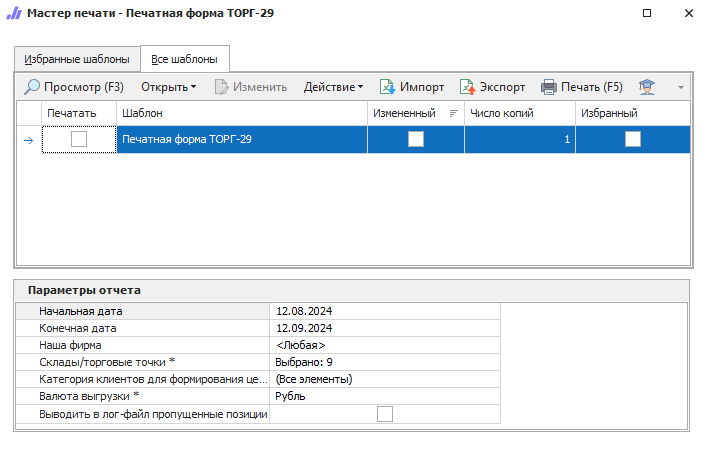 Мастер печати - Печатная форма ТОРГ-29
Избранные шаблоны Все шаблоны
Просмотр (F3) Открыть Изменить Действие Импорт Экспорт Печать (F5)
Печатать Шаблон Измененный Число копий Избранный
Печатная форма ТОРГ-29 1
Параметры отчета
Начальная дата 12.08.2024
Конечная дата 12.09.2024
Наша фирма <Любая>
Склады/торговые точки * Выбрано: 9
Категория клиентов для формирования це... (Все элементы)
Валюта выгрузки * Рубль
Выводить в лог-файл пропущенные позиции